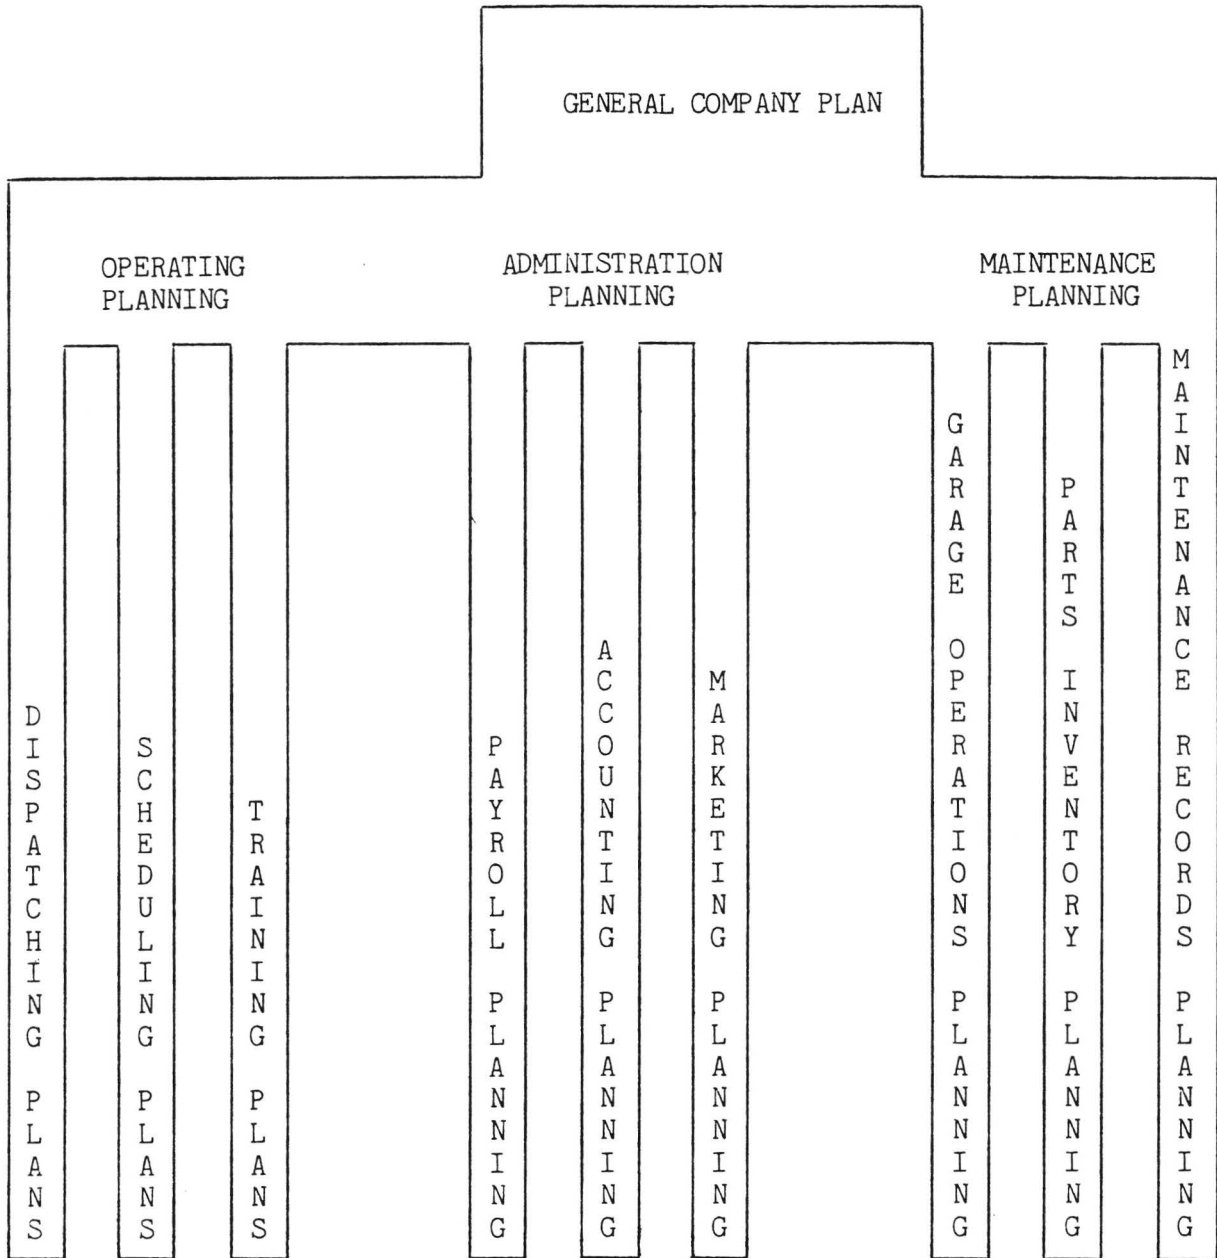 GENERAL COMPANY PLAN
OPERATING
PLANNING
ADMINISTRATION
PLANNING
MAINTENANCE
PLANNING
DISPATCHING PLANS
SCHEDULING PLANS
TRAINING PLANS
PAYROLL PLANNING
ACCOUNTING PLANNING
MARKETING PLANNING
GARAGE OPERATIONS PLANNING
PARTS INVENTORY PLANNING
MAINTENANCE RECORDS PLANNING